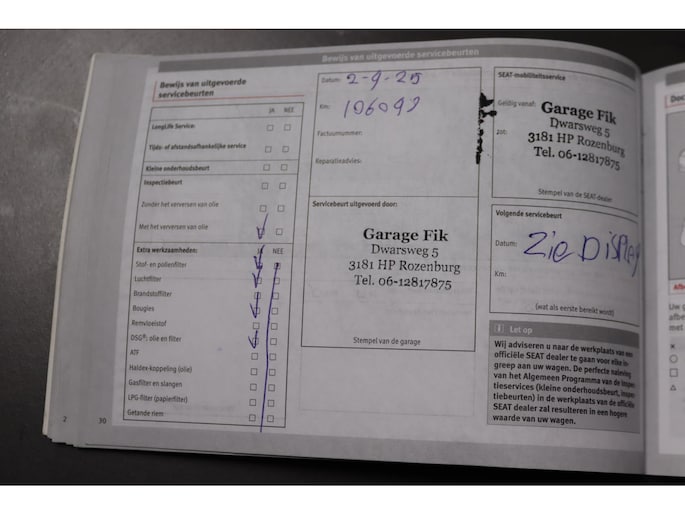 Bewijs van uitgevoerde servicebeurten
Bewijs van uitgevoerde
servicebeurten
JA NEE
LongLife Service:
Tijds- of afstandsafhankelijke service
Kleine onderhoudsbeurt
Inspectiebeurt
Zonder het verversen van olie
Met het verversen van olie
Extra werkzaamheden: JA NEE
Stof- en pollenfilter
Luchtfilter
Brandstoffilter
Bougies
Remvloeistof
DSG®: olie en filter
ATF
Haldex-koppeling (olie)
Gasfilter en slangen
LPG-filter (papierfilter)
Getande riem:
2 30
Datum: 2-9-25
Km: 106093
Factuurnummer:
Reparatieadvies:
Servicebeurt uitgevoerd door:
Garage Fik
Dwarsweg 5
3181 HP Rozenburg
Tel. 06-12817875
Stempel van de garage
SEAT-mobiliteitsservice
Geldig vanaf:
tot:
Garage Fik
Dwarsweg 5
3181 HP Rozenburg
Tel. 06-12817875
Stempel van de SEAT-dealer
Volgende servicebeurt
Datum: Zie DISPLAY
Km:
(wat als eerste bereikt wordt)
i Let op
Wij adviseren u naar de werkplaats van een
officiële SEAT dealer te gaan voor elke in-
greep aan uw wagen. De perfecte naleving
van het Algemeen Programma van de Inspec-
tieservices (kleine onderhoudsbeurt, inspec-
tiebeurten) in de werkplaats van de officiële
SEAT dealer zal resulteren in een hogere
waarde van uw wagen.